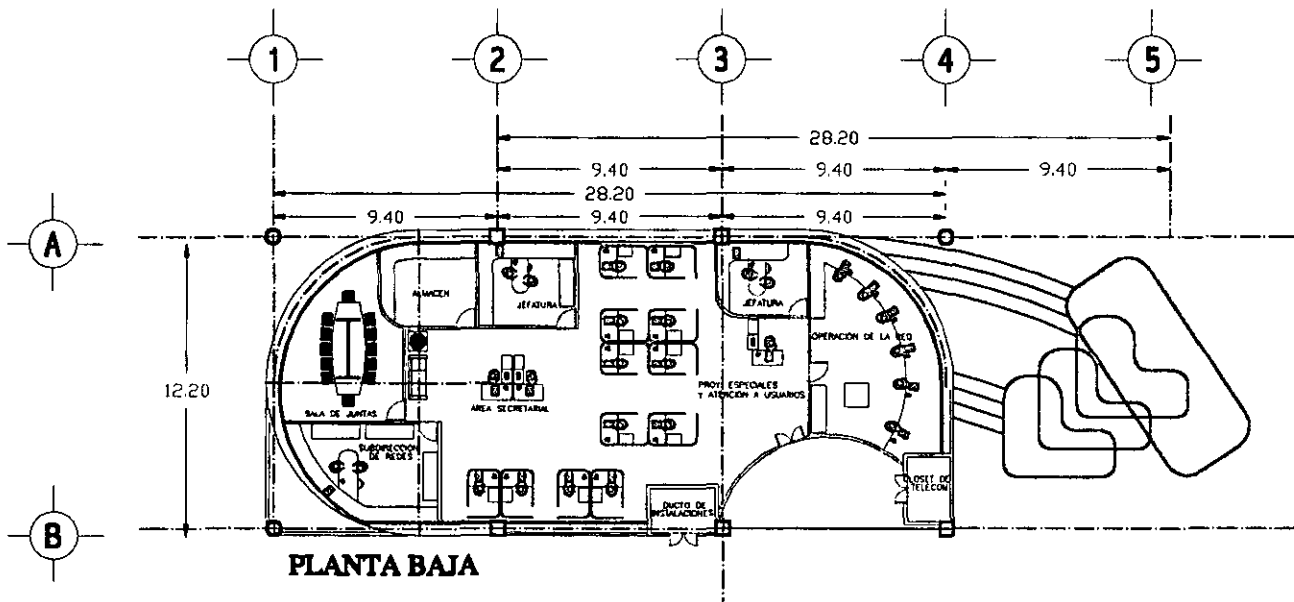 1 2 3 4 5
28.20
9.40 9.40 9.40
28.20
9.40 9.40 9.40
A
12.20
ALMACEN
JEFATURA
JEFATURA
OPERACIÓN DE LA RED
PROY. ESPECIALES
Y ATENCIÓN A USUARIOS
AREA SECRETARIAL
SALA DE JUNTAS
SUBDIRECCION
DE REDES
DUCTO DE
INSTALACIONES
CLOSET DE
TELECOM
B
PLANTA BAJA